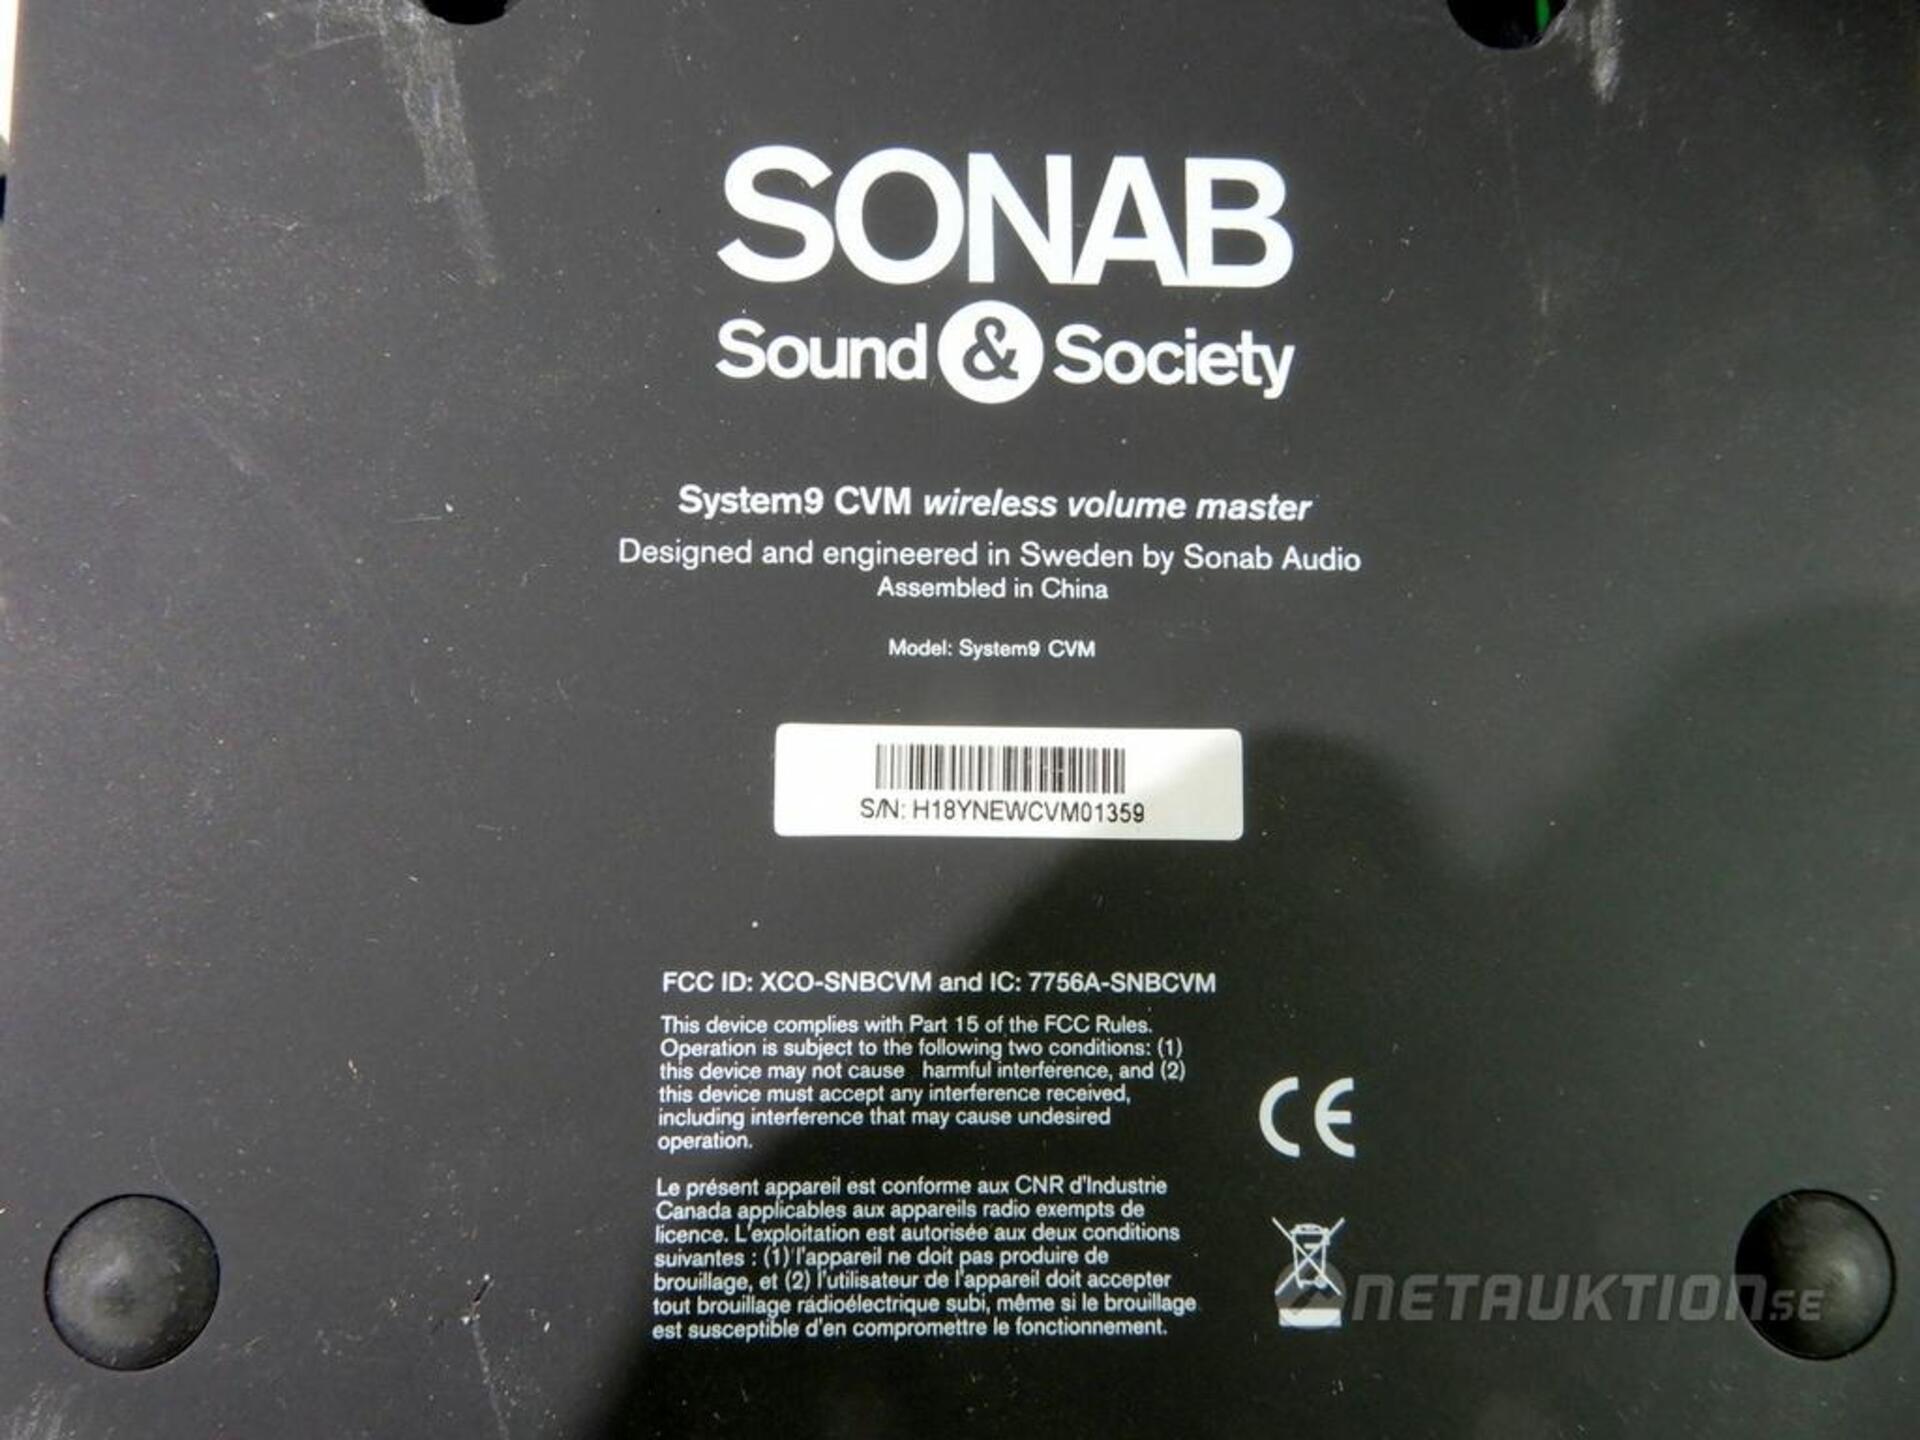 SONAB
Sound & Society
System9 CVM wireless volume master
Designed and engineered in Sweden by Sonab Audio
Assembled in China
Model: System9 CVM
S/N: H18YNEWCVM01359
FCC ID: XCO-SNBCVM and IC: 7756A-SNBCVM
This device complies with Part 15 of the FCC Rules.
Operation is subject to the following two conditions: (1)
this device may not cause harmful interference, and (2)
this device must accept any interference received,
including interference that may cause undesired
operation.
CE
Le présent appareil est conforme aux CNR d'Industrie
Canada applicables aux appareils radio exempts de
licence. L'exploitation est autorisée aux deux conditions
suivantes : (1) l'appareil ne doit pas produire de
brouillage, et (2) l'utilisateur de l'appareil doit accepter
tout brouillage radioélectrique subi, même si le brouillage
est susceptible d'en compromettre le fonctionnement.
NETAUKTION.SE